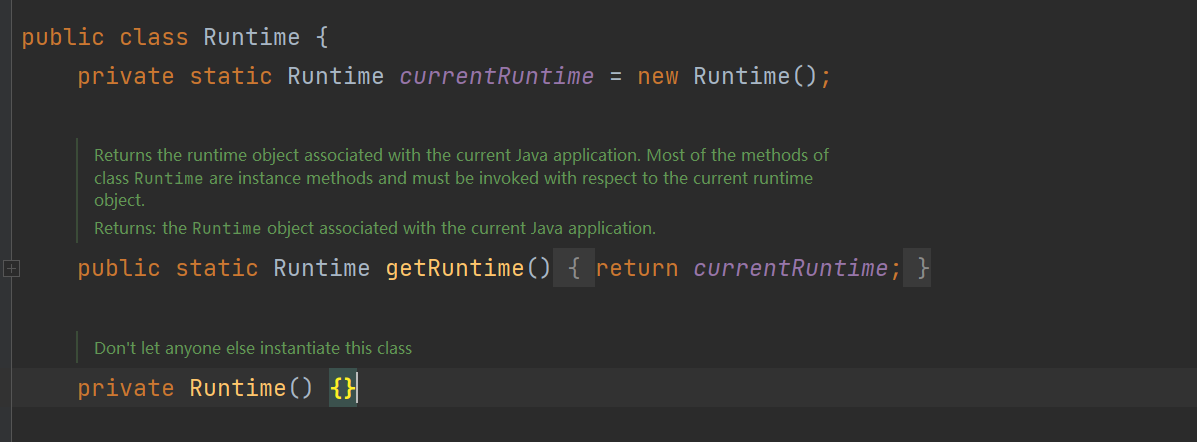 public class Runtime {
private static Runtime currentRuntime = new Runtime();
Returns the runtime object associated with the current Java application. Most of the methods of
class Runtime are instance methods and must be invoked with respect to the current runtime
object.
Returns: the Runtime object associated with the current Java application.
public static Runtime getRuntime() { return currentRuntime; }
Don't let anyone else instantiate this class
private Runtime() {}